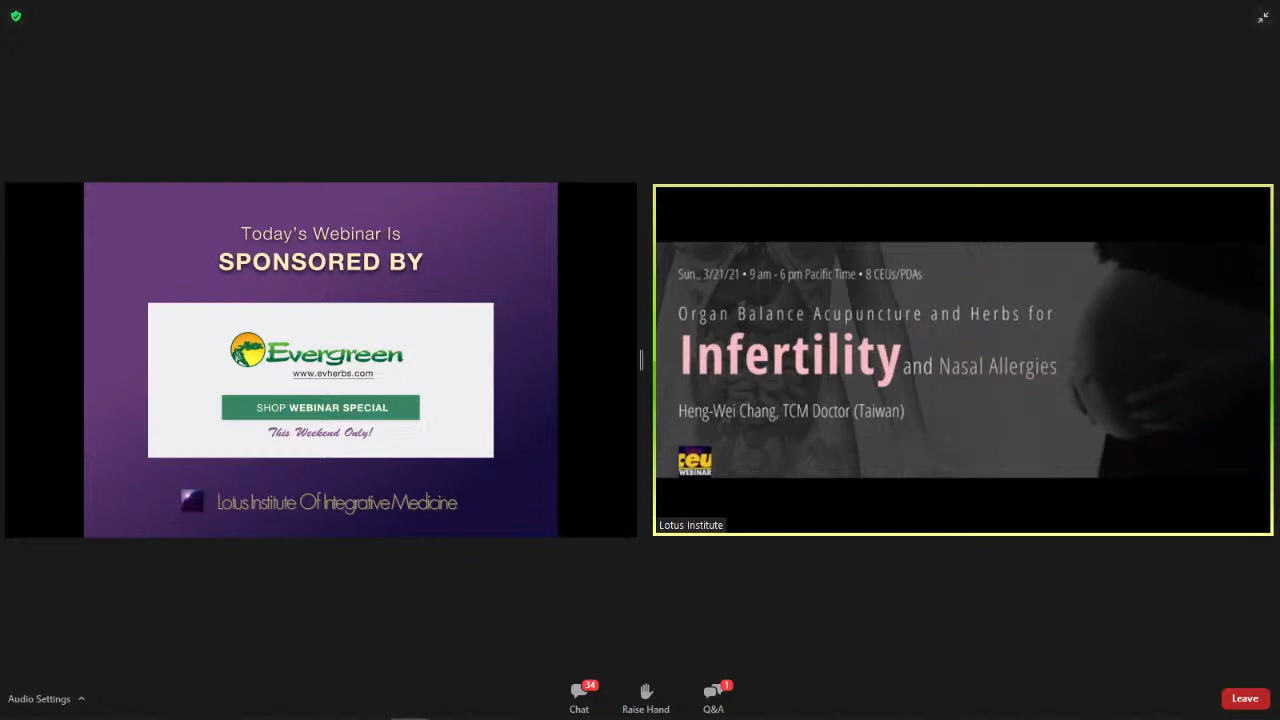 Today's Webinar Is
SPONSORED BY
Evergreen
www.evherbs.com
SHOP WEBINAR SPECIAL
This Weekend Only!
Lotus Institute Of Integrative Medicine
Sun., 3/21/21 • 9 am - 6 pm Pacific Time • 8 CEUs/PDAs
Organ Balance Acupuncture and Herbs for
Infertility and Nasal Allergies
Heng-Wei Chang, TCM Doctor (Taiwan)
ceu
WEBINAR
Lotus Institute
Audio Settings
34
Chat
Raise Hand
1
Q&A
Leave